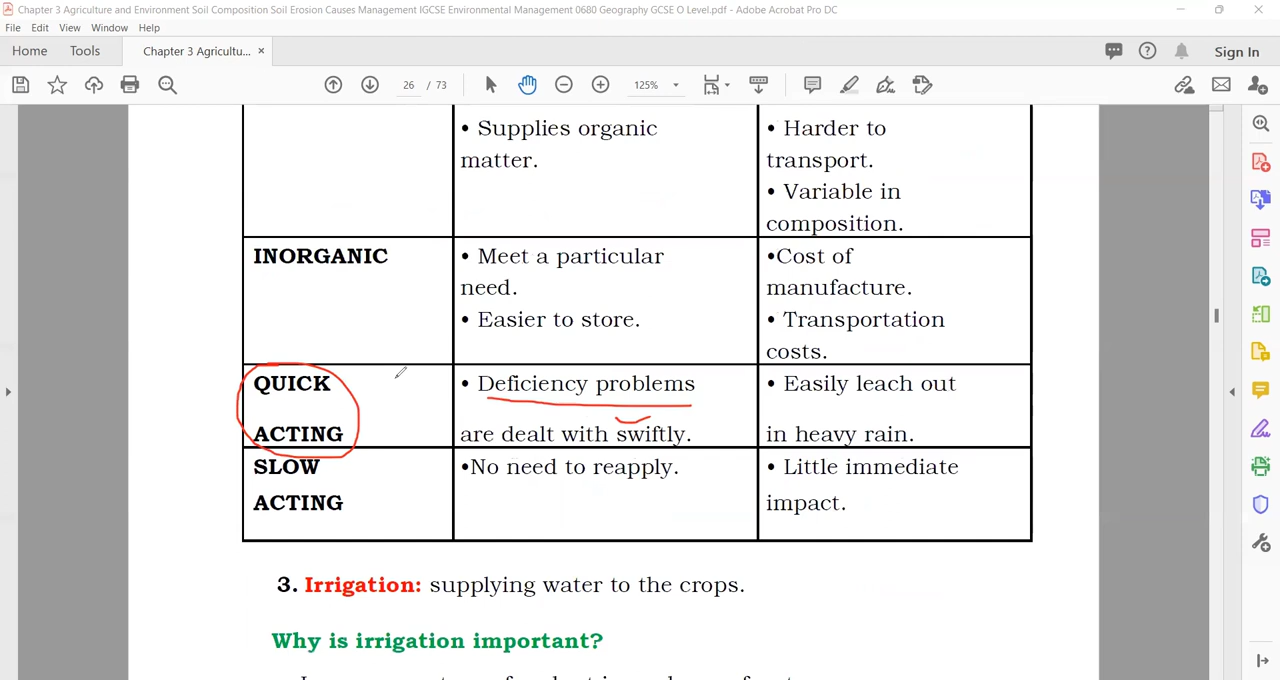 Chapter 3 Agriculture and Environment Soil Composition Soil Erosion Causes Management IGCSE Environmental Management 0680 Geography GCSE O Level.pdf - Adobe Acrobat Pro DC
File Edit View Window Help
Home Tools Chapter 3 Agricultu... × Sign In
26 / 73 125%
• Supplies organic
matter.
• Harder to
transport.
• Variable in
composition.
INORGANIC
• Meet a particular
need.
• Easier to store.
•Cost of
manufacture.
• Transportation
costs.
QUICK
ACTING
• Deficiency problems
are dealt with swiftly.
• Easily leach out
in heavy rain.
SLOW
ACTING
•No need to reapply.
• Little immediate
impact.
3. Irrigation: supplying water to the crops.
Why is irrigation important?